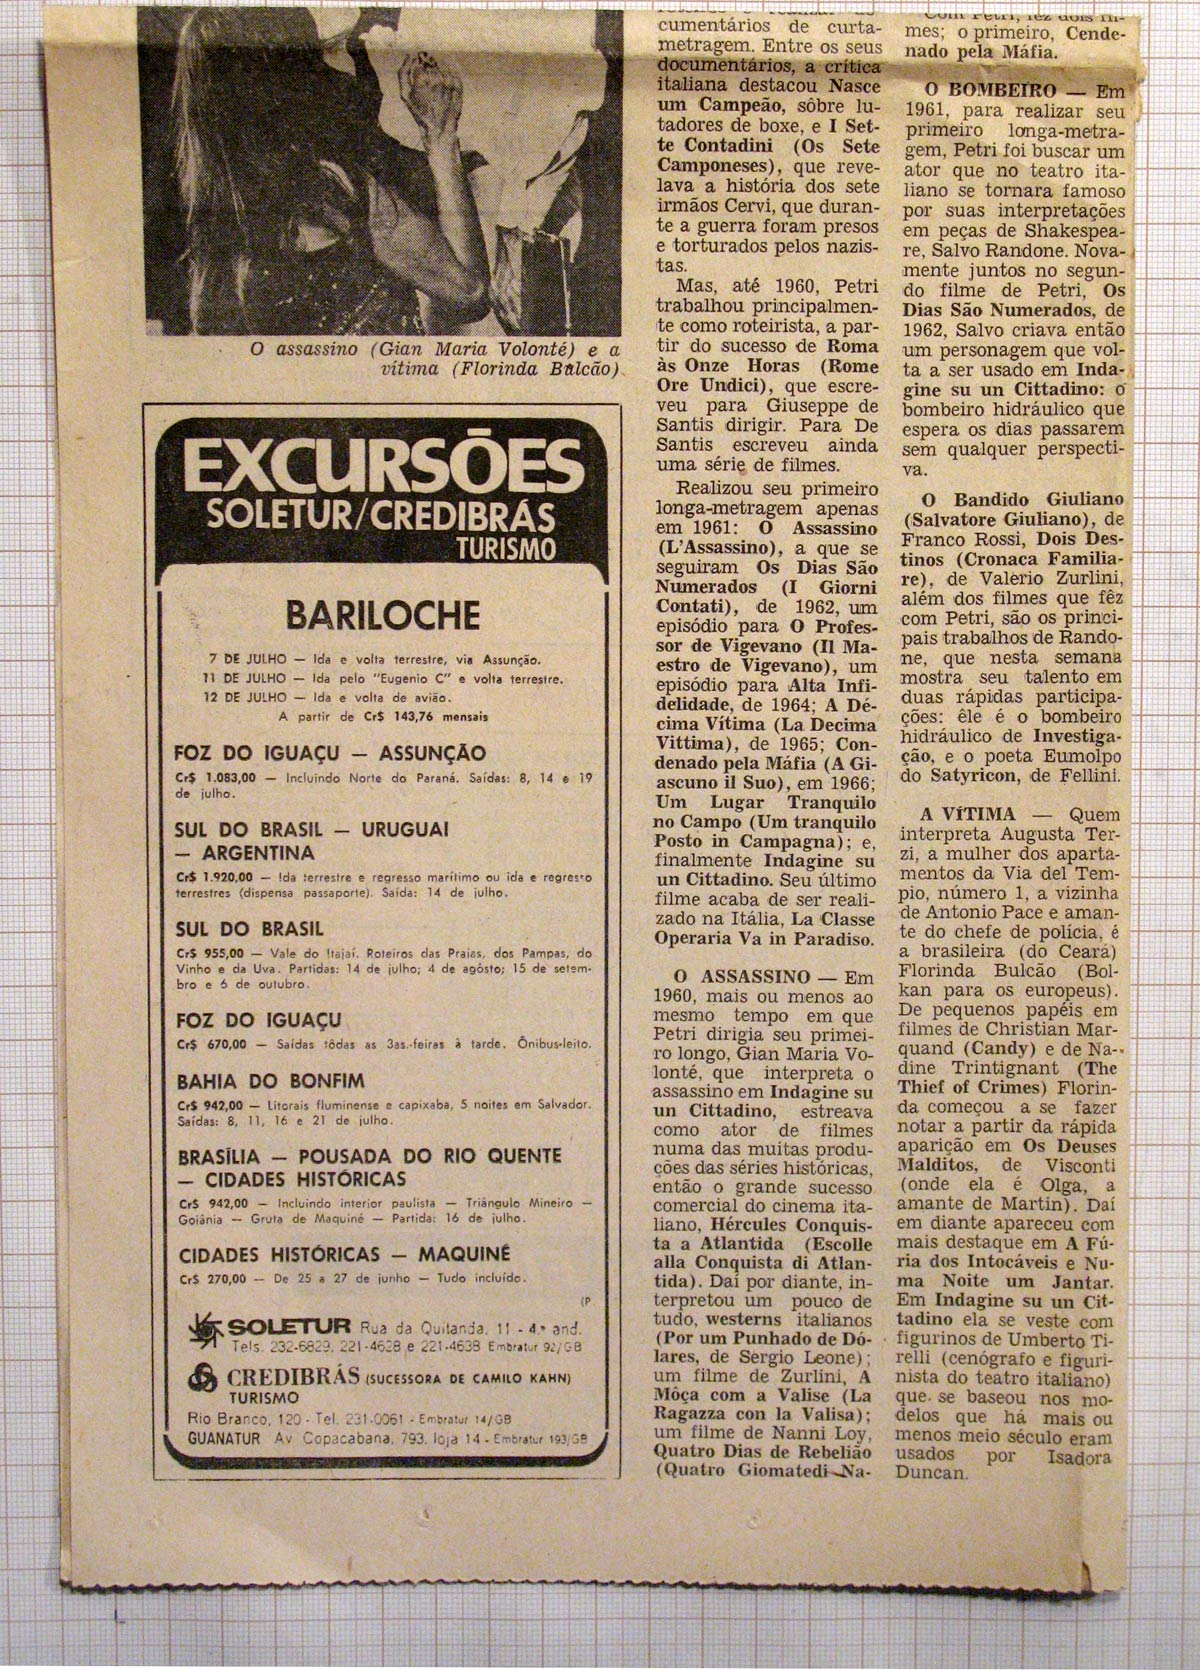 O assassino (Gian Maria Volonté) e a
vítima (Florinda Bulcão)
EXCURSÕES
SOLETUR/CREDIBRÁS
TURISMO
BARILOCHE
7 DE JULHO — Ida e volta terrestre, via Assunção.
11 DE JULHO — Ida pelo "Eugenio C" e volta terrestre.
12 DE JULHO — Ida e volta de avião.
A partir de Cr$ 143,76 mensais
FOZ DO IGUAÇU — ASSUNÇÃO
Cr$ 1.083,00 — Incluindo Norte do Paraná. Saídas: 8, 14 e 19
de julho.
SUL DO BRASIL — URUGUAI
— ARGENTINA
Cr$ 1.920,00 — Ida terrestre e regresso marítimo ou ida e regresso
terrestres (dispensa passaporte). Saída: 14 de julho.
SUL DO BRASIL
Cr$ 955,00 — Vale do Itajaí. Roteiros das Praias, dos Pampas, do
Vinho e da Uva. Partidas: 14 de julho; 4 de agôsto; 15 de setem-
bro e 6 de outubro.
FOZ DO IGUAÇU
Cr$ 670,00 — Saídas tôdas as 3as.-feiras à tarde. Ônibus-leito.
BAHIA DO BONFIM
Cr$ 942,00 — Litorais fluminense e capixaba, 5 noites em Salvador.
Saídas: 8, 11, 16 e 21 de julho.
BRASÍLIA — POUSADA DO RIO QUENTE
— CIDADES HISTÓRICAS
Cr$ 942,00 — Incluindo interior paulista — Triângulo Mineiro —
Goiânia — Gruta de Maquiné — Partida: 16 de julho.
CIDADES HISTÓRICAS — MAQUINÉ
Cr$ 270,00 — De 25 a 27 de junho — Tudo incluído.
(P
SOLETUR Rua da Quitanda, 11 - 4.º and.
Tels. 232-6829, 221-4628 e 221-4638 Embratur 92/GB
CREDIBRÁS (SUCESSORA DE CAMILO KAHN)
TURISMO
Rio Branco, 120 - Tel. 231-0061 - Embratur 14/GB
GUANATUR Av Copacabana, 793, loja 14 - Embratur 193/GB
cumentários de curta-
metragem. Entre os seus
documentários, a crítica
italiana destacou Nasce
um Campeão, sôbre lu-
tadores de boxe, e I Set-
te Contadini (Os Sete
Camponeses), que reve-
lava a história dos sete
irmãos Cervi, que duran-
te a guerra foram presos
e torturados pelos nazis-
tas.
Mas, até 1960, Petri
trabalhou principalmen-
te como roteirista, a par-
tir do sucesso de Roma
às Onze Horas (Rome
Ore Undici), que escre-
veu para Giuseppe de
Santis dirigir. Para De
Santis escreveu ainda
uma série de filmes.
Realizou seu primeiro
longa-metragem apenas
em 1961: O Assassino
(L'Assassino), a que se
seguiram Os Dias São
Numerados (I Giorni
Contati), de 1962, um
episódio para O Profes-
sor de Vigevano (Il Ma-
estro de Vigevano), um
episódio para Alta Infi-
delidade, de 1964; A Dé-
cima Vítima (La Decima
Vittima), de 1965; Con-
denado pela Máfia (A Gi-
ascuno il Suo), em 1966;
Um Lugar Tranquilo
no Campo (Um tranquilo
Posto in Campagna); e,
finalmente Indagine su
un Cittadino. Seu último
filme acaba de ser reali-
zado na Itália, La Classe
Operaria Va in Paradiso.
O ASSASSINO — Em
1960, mais ou menos ao
mesmo tempo em que
Petri dirigia seu primei-
ro longo, Gian Maria Vo-
lonté, que interpreta o
assassino em Indagine su
un Cittadino, estreava
como ator de filmes
numa das muitas produ-
ções das séries históricas,
então o grande sucesso
comercial do cinema ita-
liano, Hércules Conquis-
ta a Atlantida (Escolle
alla Conquista di Atlan-
tida). Daí por diante, in-
terpretou um pouco de
tudo, westerns italianos
(Por um Punhado de Dó-
lares, de Sergio Leone);
um filme de Zurlini, A
Môça com a Valise (La
Ragazza con la Valisa);
um filme de Nanni Loy,
Quatro Dias de Rebelião
(Quatro Giomatedi Na-
Com Petri, fêz dois fil-
mes; o primeiro, Cende-
nado pela Máfia.
O BOMBEIRO — Em
1961, para realizar seu
primeiro longa-metra-
gem, Petri foi buscar um
ator que no teatro ita-
liano se tornara famoso
por suas interpretações
em peças de Shakespea-
re, Salvo Randone. Nova-
mente juntos no segun-
do filme de Petri, Os
Dias São Numerados, de
1962, Salvo criava então
um personagem que vol-
ta a ser usado em Inda-
gine su un Cittadino: o
bombeiro hidráulico que
espera os dias passarem
sem qualquer perspecti-
va.
O Bandido Giuliano
(Salvatore Giuliano), de
Franco Rossi, Dois Des-
tinos (Cronaca Familia-
re), de Valerio Zurlini,
além dos filmes que fêz
com Petri, são os princi-
pais trabalhos de Rando-
ne, que nesta semana
mostra seu talento em
duas rápidas participa-
ções: êle é o bombeiro
hidráulico de Investiga-
ção, e o poeta Eumolpo
do Satyricon, de Fellini.
A VÍTIMA — Quem
interpreta Augusta Ter-
zi, a mulher dos aparta-
mentos da Via del Tem-
pio, número 1, a vizinha
de Antonio Pace e aman-
te do chefe de polícia, é
a brasileira (do Ceará)
Florinda Bulcão (Bol-
kan para os europeus).
De pequenos papéis em
filmes de Christian Mar-
quand (Candy) e de Na-
dine Trintignant (The
Thief of Crimes) Florin-
da começou a se fazer
notar a partir da rápida
aparição em Os Deuses
Malditos, de Visconti
(onde ela é Olga, a
amante de Martin). Daí
em diante apareceu com
mais destaque em A Fú-
ria dos Intocáveis e Nu-
ma Noite um Jantar.
Em Indagine su un Cit-
tadino ela se veste com
figurinos de Umberto Ti-
relli (cenógrafo e figuri-
nista do teatro italiano)
que se baseou nos mo-
delos que há mais ou
menos meio século eram
usados por Isadora
Duncan.